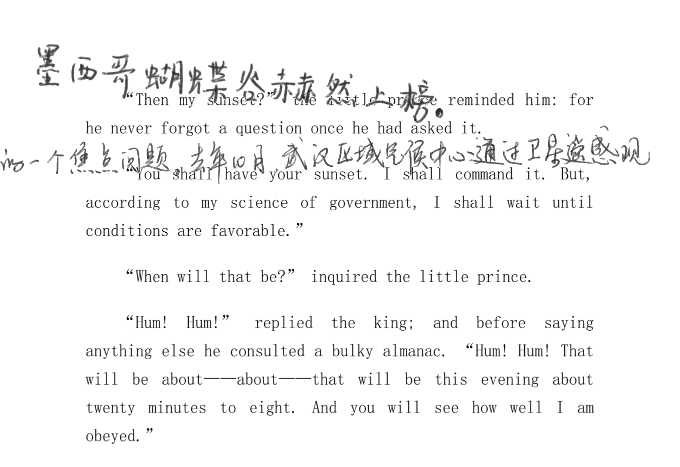 墨西哥蝴蝶谷赫然上榜。
“Then my sunset?” the little prince reminded him: for
he never forgot a question once he had asked it.
的一个焦点问题。去年10月,武汉区域气候中心通过卫星遥感观
“You shall have your sunset. I shall command it. But,
according to my science of government, I shall wait until
conditions are favorable.”
“When will that be?” inquired the little prince.
“Hum! Hum!” replied the king; and before saying
anything else he consulted a bulky almanac. “Hum! Hum! That
will be about——about——that will be this evening about
twenty minutes to eight. And you will see how well I am
obeyed.”